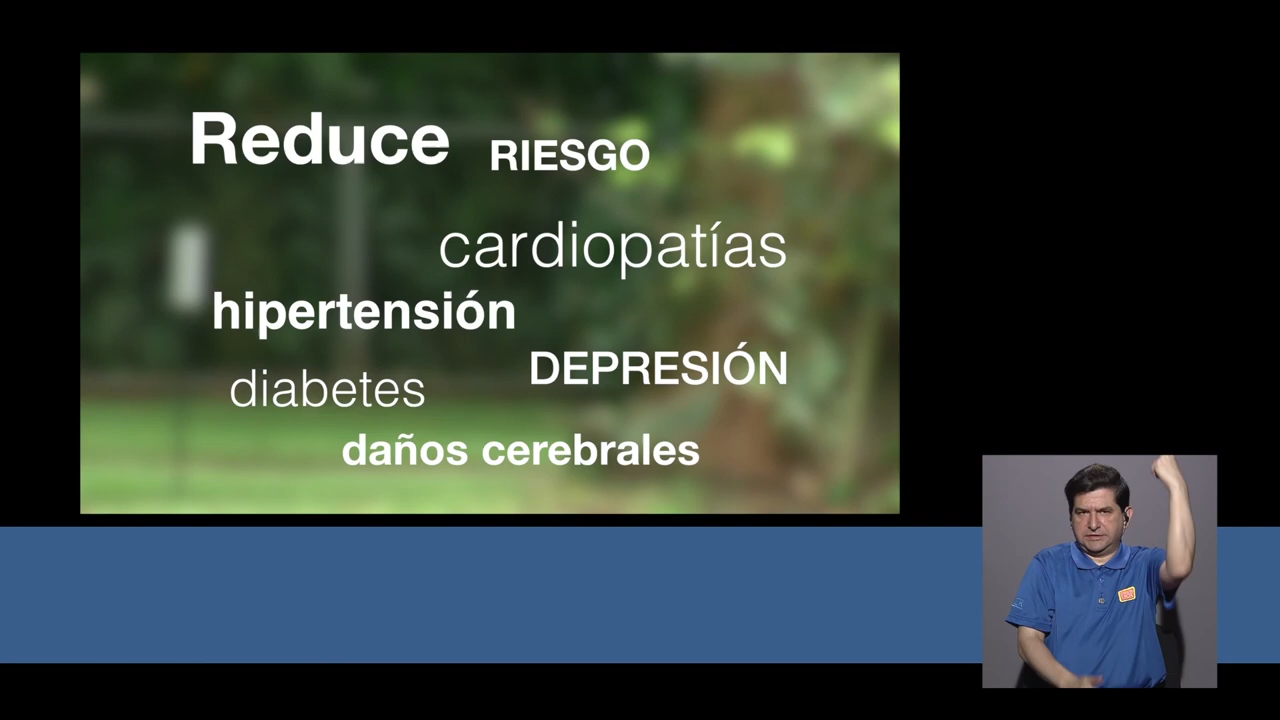 Reduce RIESGO
cardiopatías
hipertensión
DEPRESIÓN
diabetes
daños cerebrales